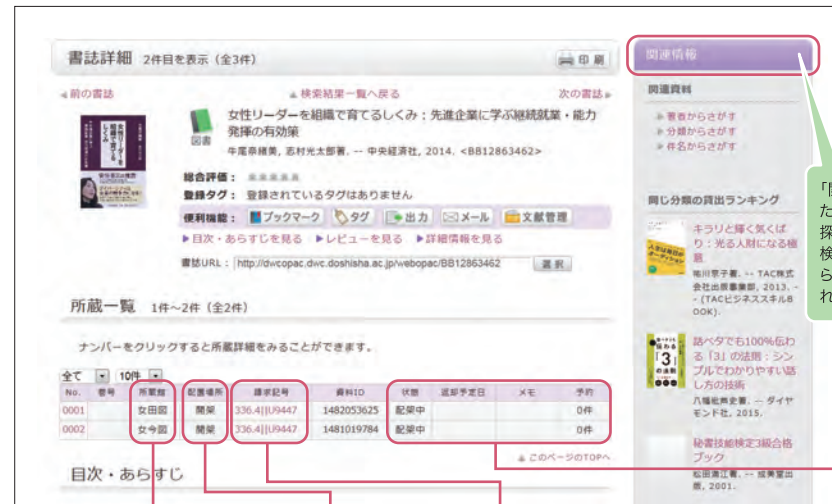 書誌詳細 2件目を表示（全3件）
印刷
前の書誌
検索結果一覧へ戻る
次の書誌
図書
女性リーダーを組織で育てるしくみ：先進企業に学ぶ継続就業・能力
発揮の有効策
牛尾奈緒美, 志村光太郎著. -- 中央経済社, 2014. <BB12863462>
総合評価：
登録タグ： 登録されているタグはありません
便利機能： ブックマーク タグ 出力 メール 文献管理
目次・あらすじを見る レビューを見る 詳細情報を見る
書誌URL： http://dwcopac.dwc.doshisha.ac.jp/webopac/BB12863462 選択
所蔵一覧 1件～2件（全2件）
ナンバーをクリックすると所蔵詳細をみることができます。
全て 10件
No. 巻号 所蔵館 配置場所 請求記号 資料ID 状態 返却予定日 メモ 予約
0001 女田図 開架 336.4||U9447 1482053625 配架中 0件
0002 女今図 開架 336.4||U9447 1481019784 配架中 0件
このページのTOPへ
目次・あらすじ
関連情報
関連資料
著者からさがす
分類からさがす
件名からさがす
同じ分類の貸出ランキング
キラリと輝く気くば
り：光る人財になる極
意
. -- TAC株式
会社出版事業部, 2013. -
- (TACビジネススキルB
OOK).
話ベタでも100%伝わ
る「3」の法則：シン
プルでわかりやすい話
し方の技術
. -- ダイヤ
モンド社, 2015.
秘書技能検定3級合格
ブック
. -- 成美堂出
版, 2001.